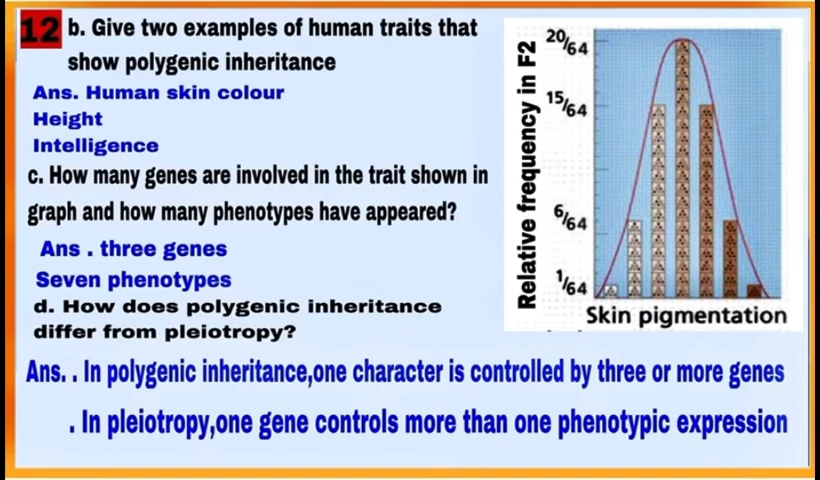 12 b. Give two examples of human traits that
show polygenic inheritance
Ans. Human skin colour
Height
Intelligence
c. How many genes are involved in the trait shown in
graph and how many phenotypes have appeared?
Ans . three genes
Seven phenotypes
d. How does polygenic inheritance
differ from pleiotropy?
Ans. . In polygenic inheritance,one character is controlled by three or more genes
. In pleiotropy,one gene controls more than one phenotypic expression
Relative frequency in F2
20/64
15/64
6/64
1/64
Skin pigmentation